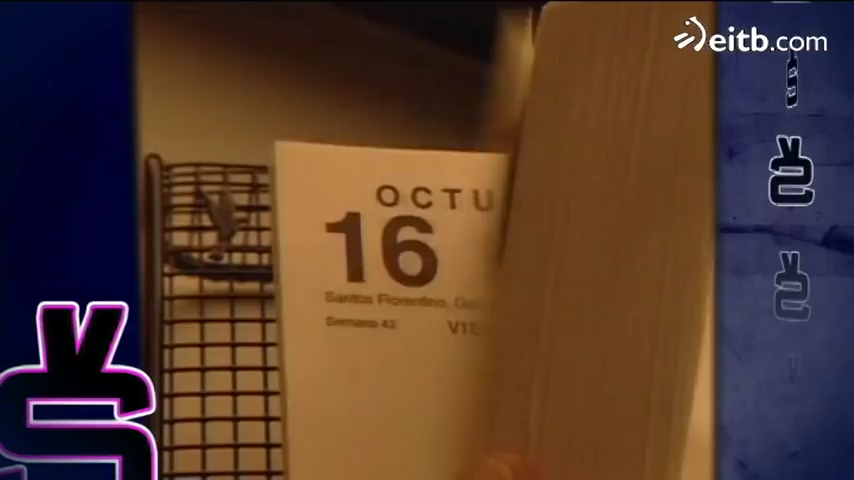 eitb.com
OCTU
16
Santos Florentino,
Semana 42
VIE